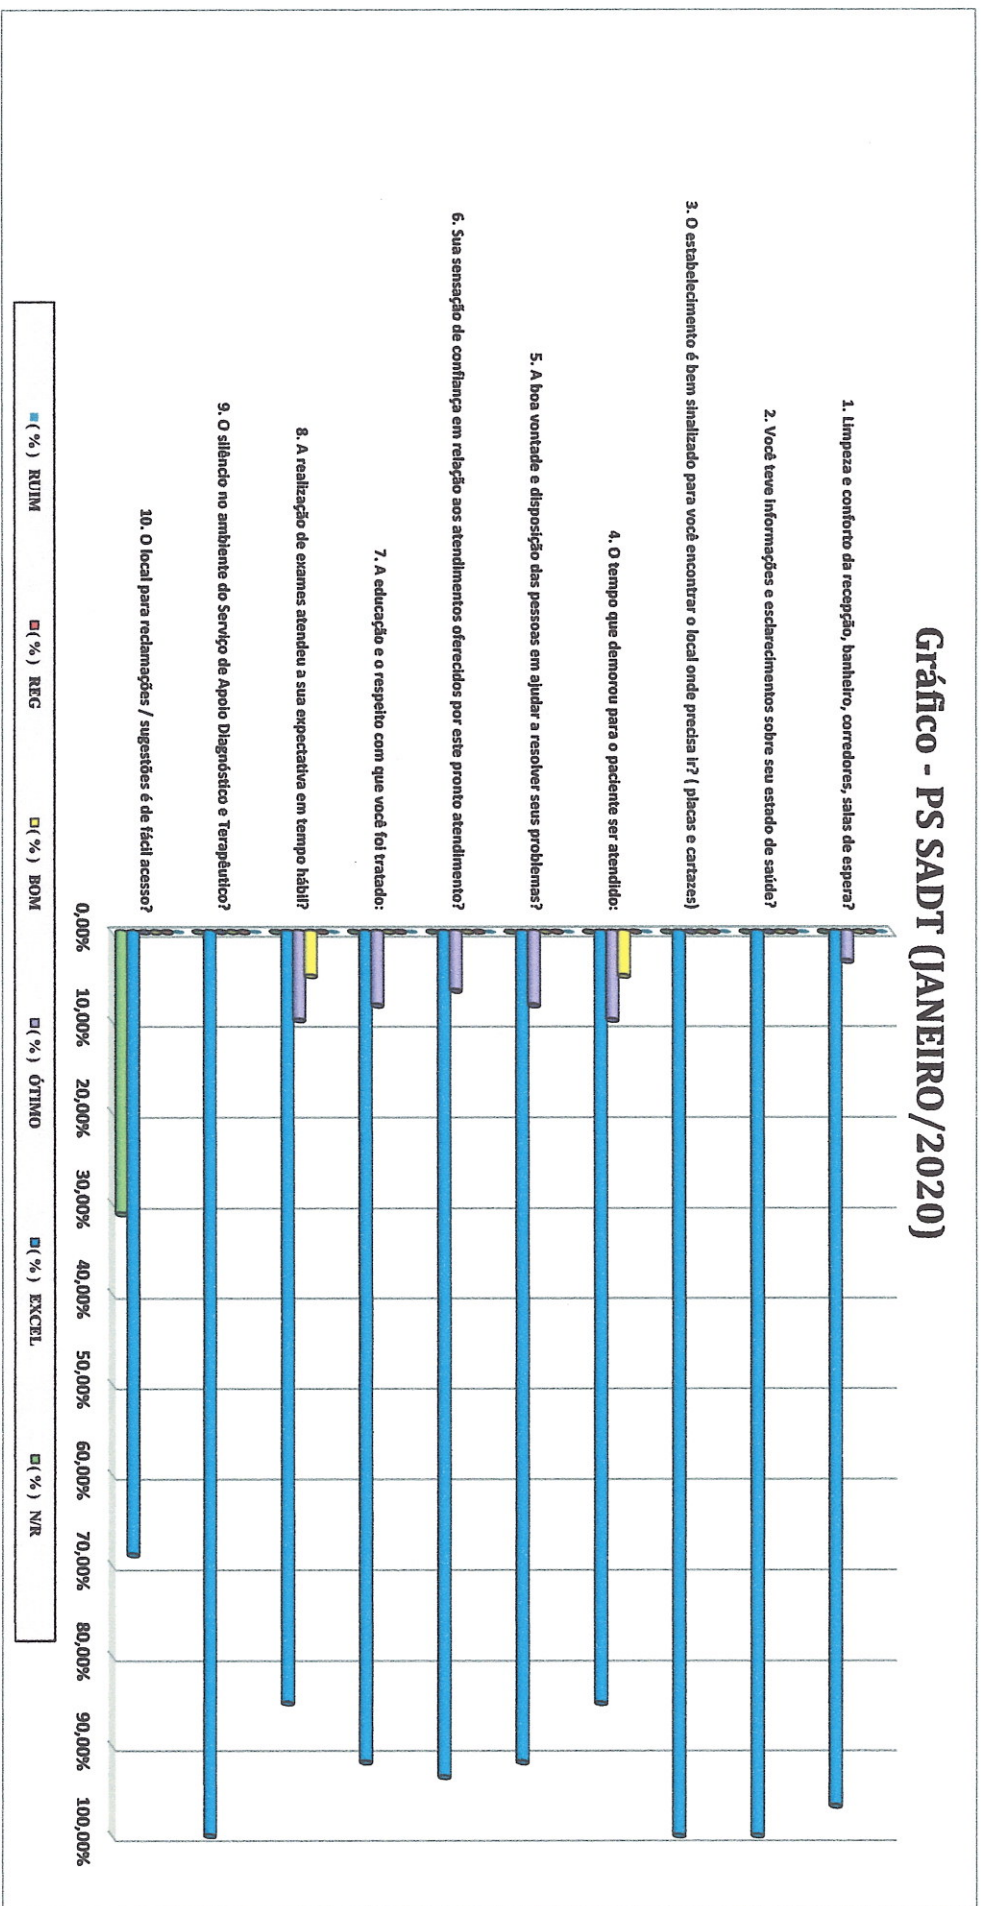 Gráfico - PS SADT (JANEIRO/2020)
1. Limpeza e conforto da recepção, banheiro, corredores, salas de espera?
2. Você teve informações e esclarecimentos sobre seu estado de saúde?
3. O estabelecimento é bem sinalizado para você encontrar o local onde precisa ir? ( placas e cartazes)
4. O tempo que demorou para o paciente ser atendido:
5. A boa vontade e disposição das pessoas em ajudar a resolver seus problemas?
6. Sua sensação de confiança em relação aos atendimentos oferecidos por este pronto atendimento?
7. A educação e o respeito com que você foi tratado:
8. A realização de exames atendeu a sua expectativa em tempo hábil?
9. O silêncio no ambiente do Serviço de Apoio Diagnóstico e Terapêutico?
10. O local para reclamações / sugestões é de fácil acesso?
0,00% 10,00% 20,00% 30,00% 40,00% 50,00% 60,00% 70,00% 80,00% 90,00% 100,00%
(%) RUIM (%) REG (%) BOM (%) ÓTIMO (%) EXCEL (%) N/R